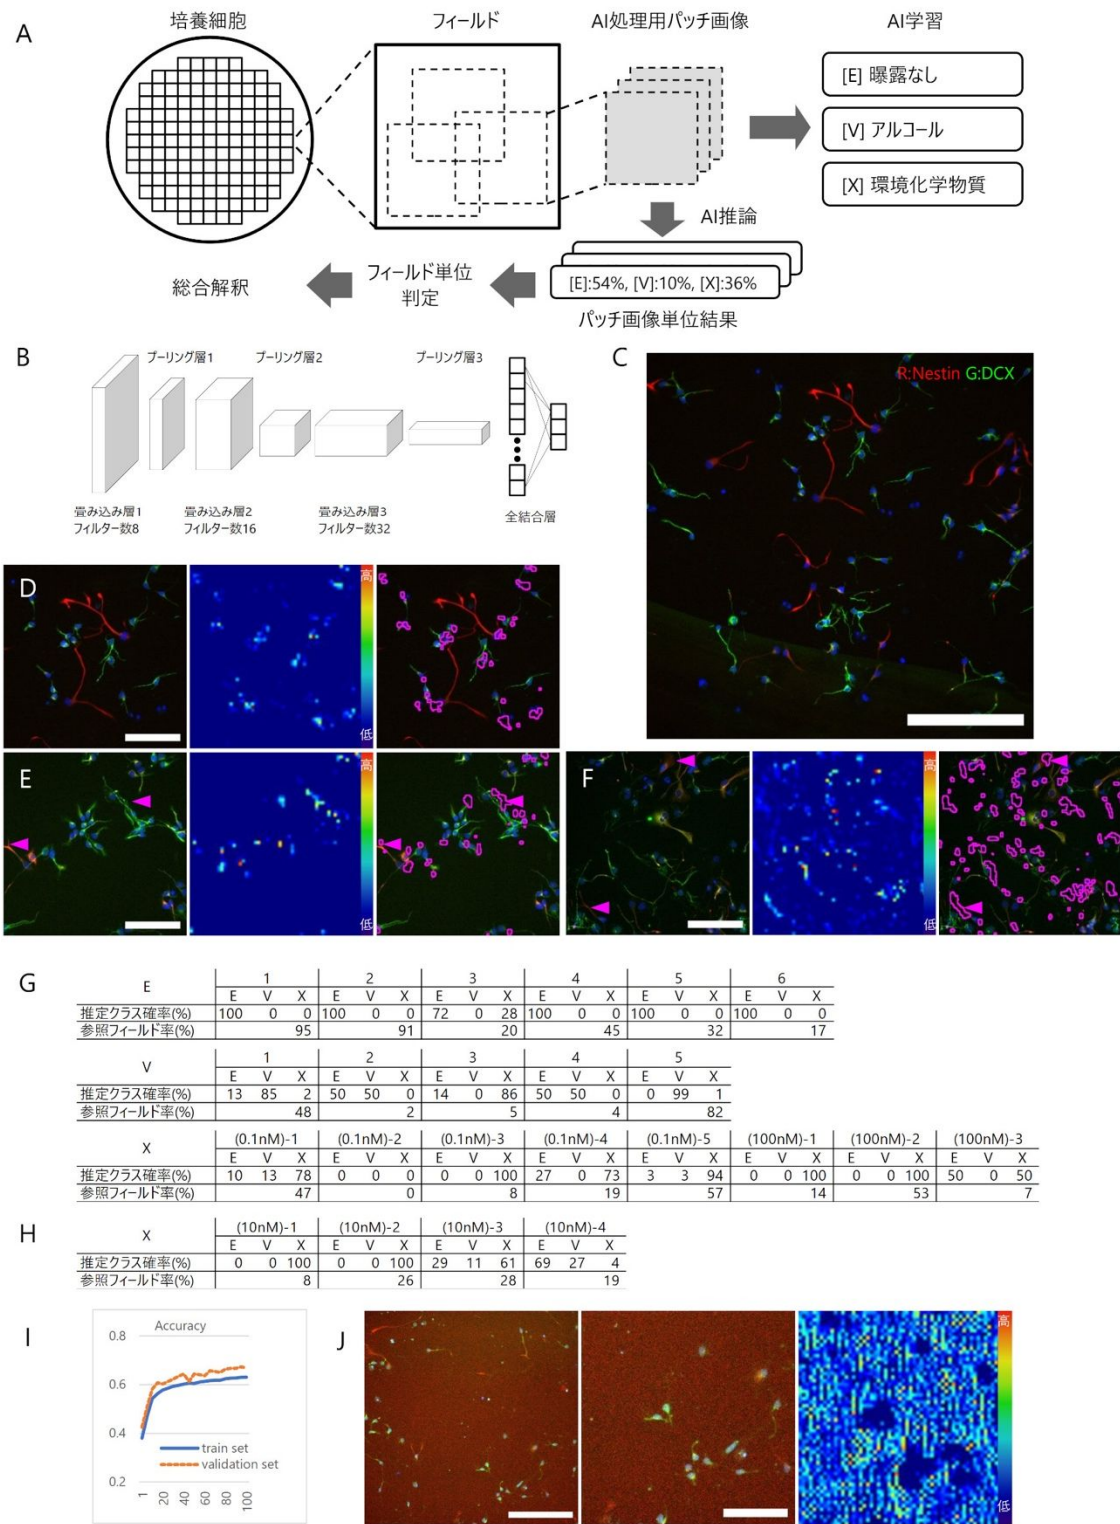 A
培養細胞 フィールド AI処理用パッチ画像 AI学習
[E] 曝露なし
[V] アルコール
[X] 環境化学物質
AI推論
[E]:54%, [V]:10%, [X]:36%
パッチ画像単位結果
フィールド単位
判定
総合解釈
B
プーリング層1 プーリング層2 プーリング層3
畳み込み層1 畳み込み層2 畳み込み層3 全結合層
フィルター数8 フィルター数16 フィルター数32
C
R:Nestin G:DCX
D
高
低
E
高
低
F
高
低
G
E 1 2 3 4 5 6
E V X E V X E V X E V X E V X E V X
推定クラス確率(%) 100 0 0 100 0 0 72 0 28 100 0 0 100 0 0 100 0 0
参照フィールド率(%) 95 91 20 45 32 17
V 1 2 3 4 5
E V X E V X E V X E V X E V X
推定クラス確率(%) 13 85 2 50 50 0 14 0 86 50 50 0 0 99 1
参照フィールド率(%) 48 2 5 4 82
X (0.1nM)-1 (0.1nM)-2 (0.1nM)-3 (0.1nM)-4 (0.1nM)-5 (100nM)-1 (100nM)-2 (100nM)-3
E V X E V X E V X E V X E V X E V X E V X E V X
推定クラス確率(%) 10 13 78 0 0 0 0 0 100 27 0 73 3 3 94 0 0 100 0 0 100 50 0 50
参照フィールド率(%) 47 0 8 19 57 14 53 7
H
X (10nM)-1 (10nM)-2 (10nM)-3 (10nM)-4
E V X E V X E V X E V X
推定クラス確率(%) 0 0 100 0 0 100 29 11 61 69 27 4
参照フィールド率(%) 8 26 28 19
I
Accuracy
0.8
0.6
0.4
0.2
train set
validation set
1 20 40 60 80 100
J
高
低